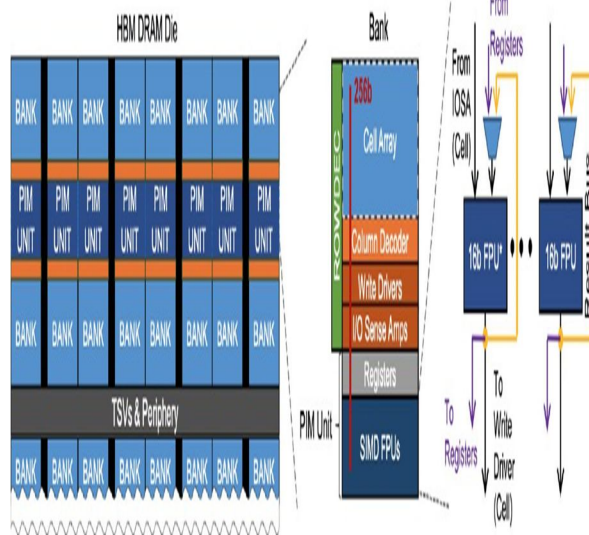 HBM DRAM Die
BANK BANK BANK BANK BANK BANK BANK BANK
PIM UNIT PIM UNIT PIM UNIT PIM UNIT PIM UNIT PIM UNIT PIM UNIT PIM UNIT
BANK BANK BANK BANK BANK BANK BANK BANK
TSVs & Periphery
BANK BANK BANK BANK BANK BANK BANK BANK
Bank
ROWDEC
256b
Cell Array
Column Decoder
Write Drivers
I/O Sense Amps
Registers
PIM Unit
SIMD FPUs
From
Registers
From
IOSA
(Cell)
16b FPU*
•••
16b FPU
Result Bus
To
Registers
To
Write
Driver
(Cell)